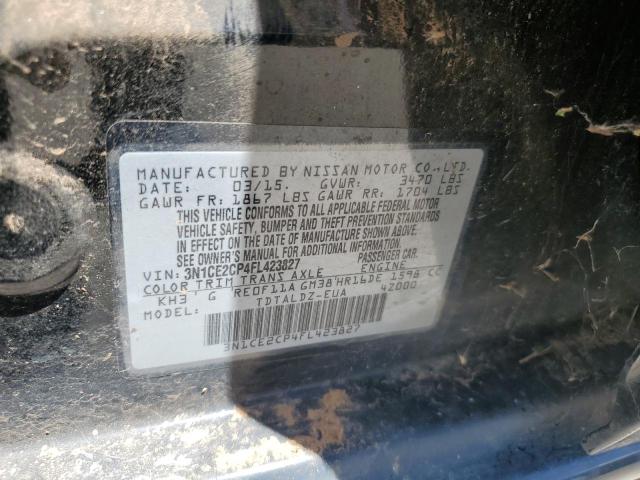 MANUFACTURED BY NISSAN MOTOR CO., LTD.
DATE: 03/15. GVWR: 3470 LBS
GAWR FR: 1867 LBS GAWR RR: 1704 LBS
THIS VEHICLE CONFORMS TO ALL APPLICABLE FEDERAL MOTOR
VEHICLE SAFETY, BUMPER AND THEFT PREVENTION STANDARDS
IN EFFECT ON THE DATE OF MANUFACTURE SHOWN ABOVE.
SEE OWNER'S MANUAL FOR ADDITIONAL INFORMATION.
VIN: 3N1CE2CP4FL423827 PASSENGER CAR.
COLOR TRIM TRANS AXLE ENGINE
KH3 G RE0F11A GM38 HR16DE 1598 CC
MODEL: TDTALDZ-EUA 42000
3N1CE2CP4FL423827